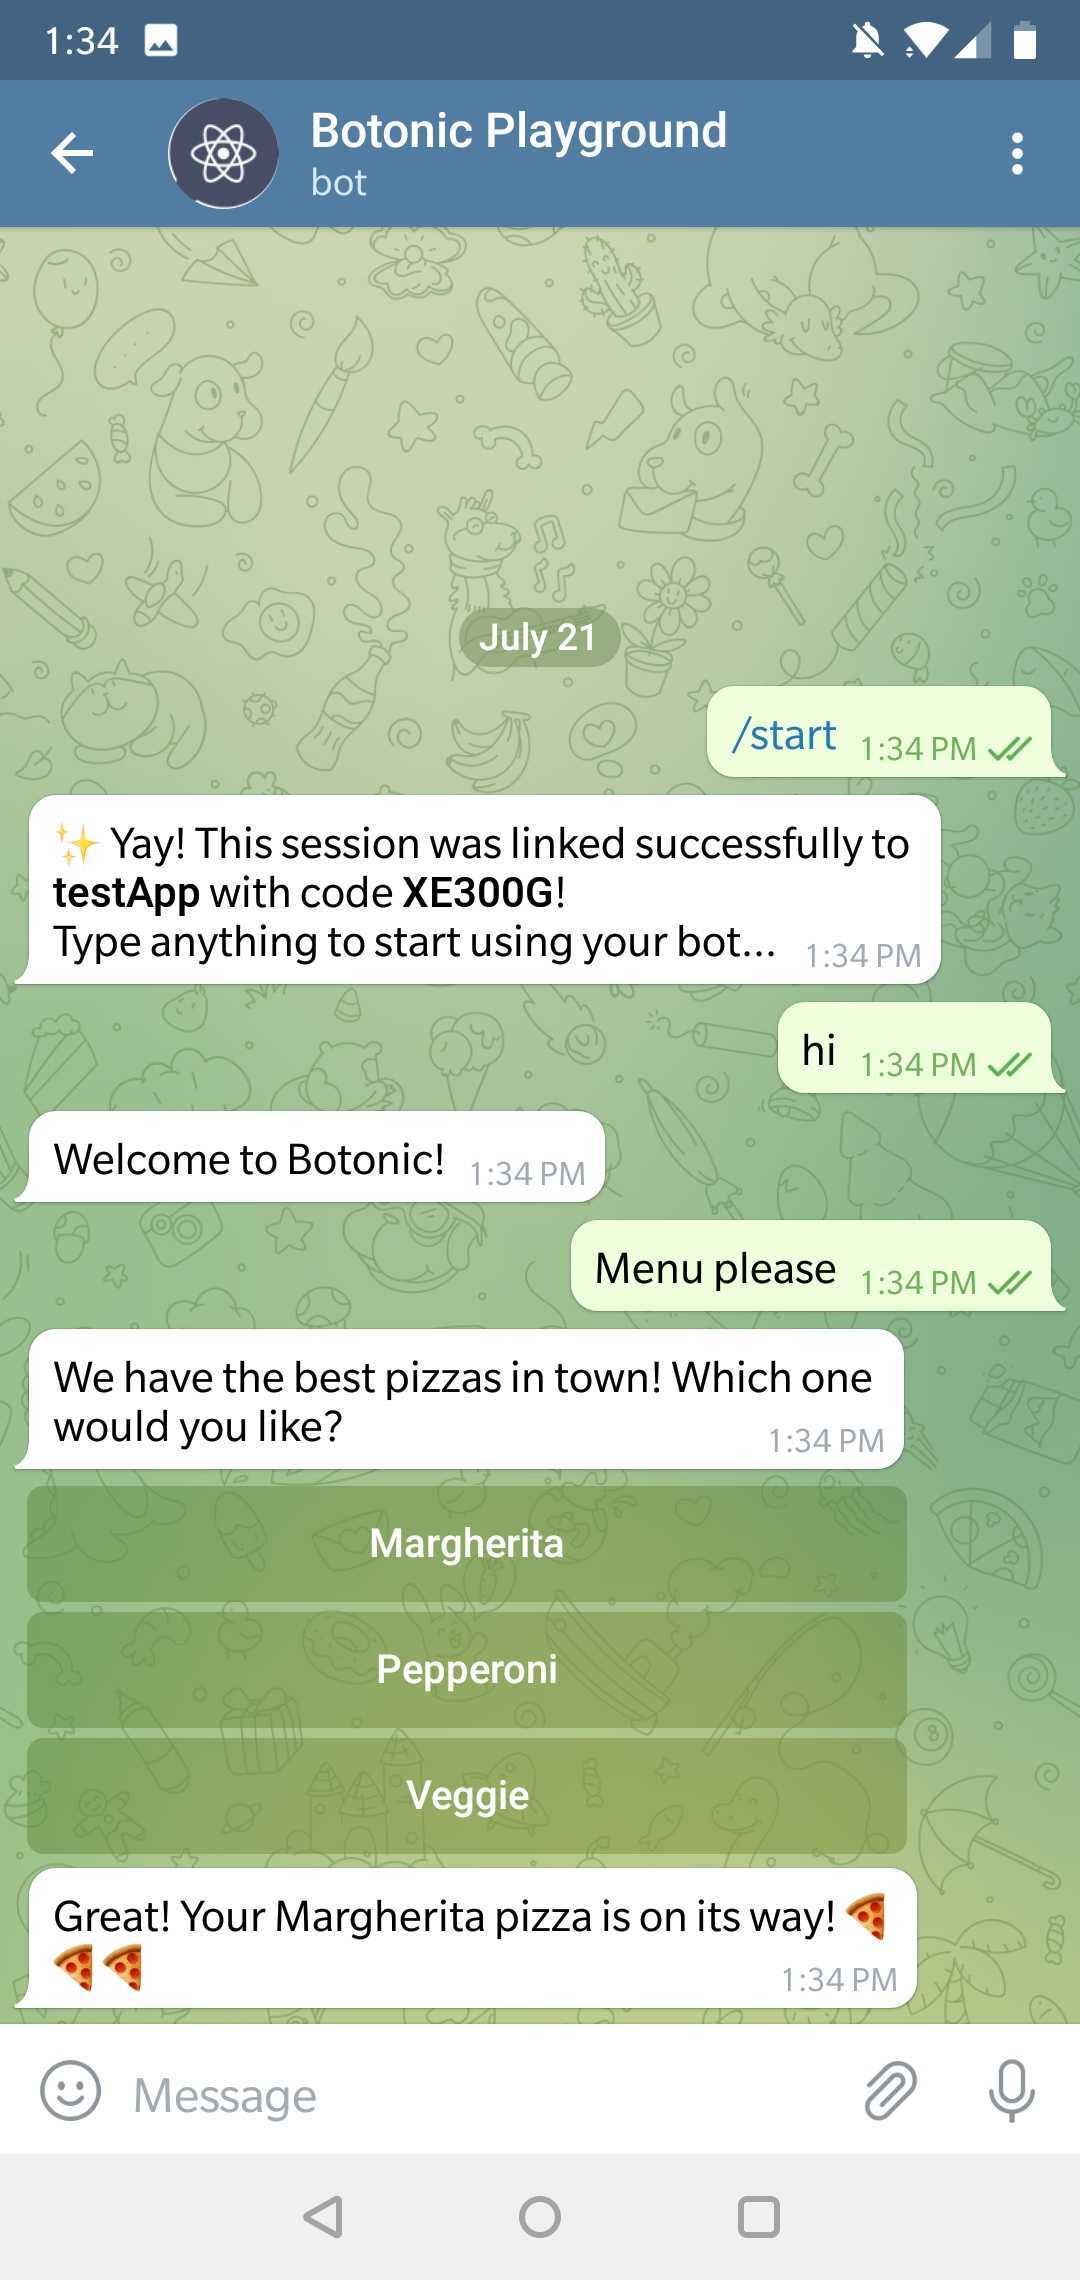 1:34
Botonic Playground
bot
July 21
/start 1:34 PM
✨ Yay! This session was linked successfully to
testApp with code XE300G!
Type anything to start using your bot... 1:34 PM
hi 1:34 PM
Welcome to Botonic! 1:34 PM
Menu please 1:34 PM
We have the best pizzas in town! Which one
would you like? 1:34 PM
Margherita
Pepperoni
Veggie
Great! Your Margherita pizza is on its way! 🍕
🍕🍕 1:34 PM
Message